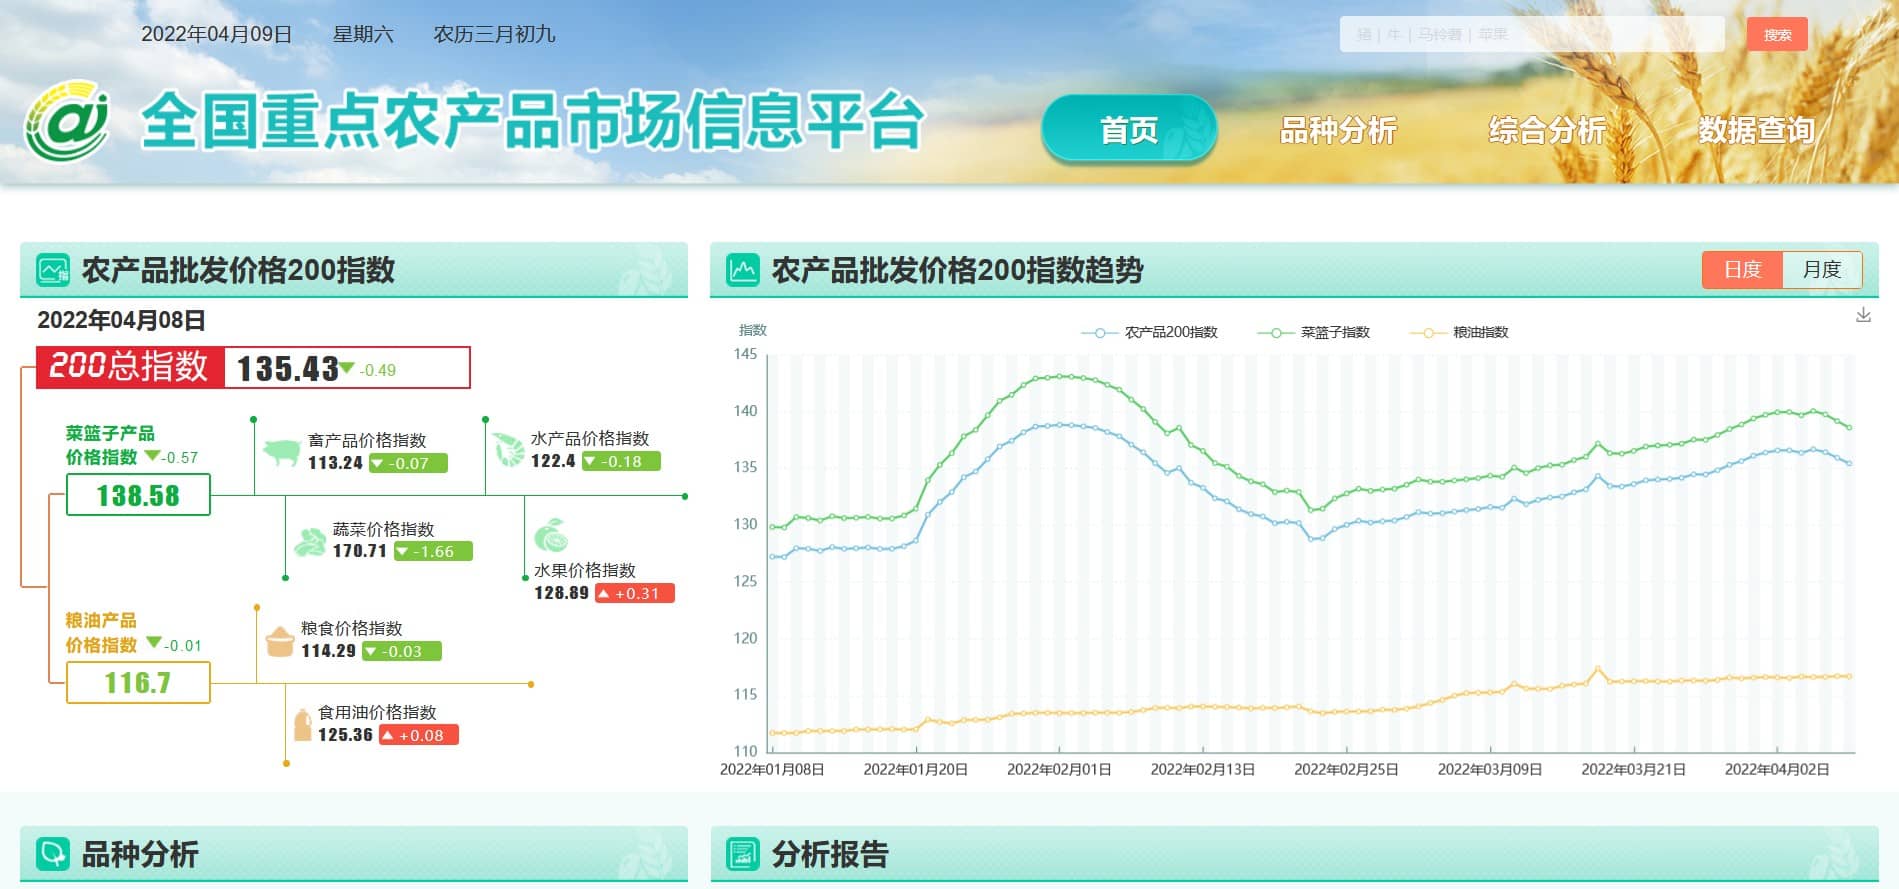 2022年04月09日 星期六 农历三月初九
猪 | 牛 | 马铃薯 | 苹果
搜索
全国重点农产品市场信息平台
首页 品种分析 综合分析 数据查询
农产品批发价格200指数
2022年04月08日
200总指数 135.43 -0.49
菜篮子产品
价格指数 -0.57
138.58
畜产品价格指数
113.24 -0.07
水产品价格指数
122.4 -0.18
蔬菜价格指数
170.71 -1.66
水果价格指数
128.89 +0.31
粮油产品
价格指数 -0.01
116.7
粮食价格指数
114.29 -0.03
食用油价格指数
125.36 +0.08
农产品批发价格200指数趋势
日度 月度
指数
农产品200指数 菜篮子指数 粮油指数
145
140
135
130
125
120
115
110
2022年01月08日 2022年01月20日 2022年02月01日 2022年02月13日 2022年02月25日 2022年03月09日 2022年03月21日 2022年04月02日
品种分析
分析报告